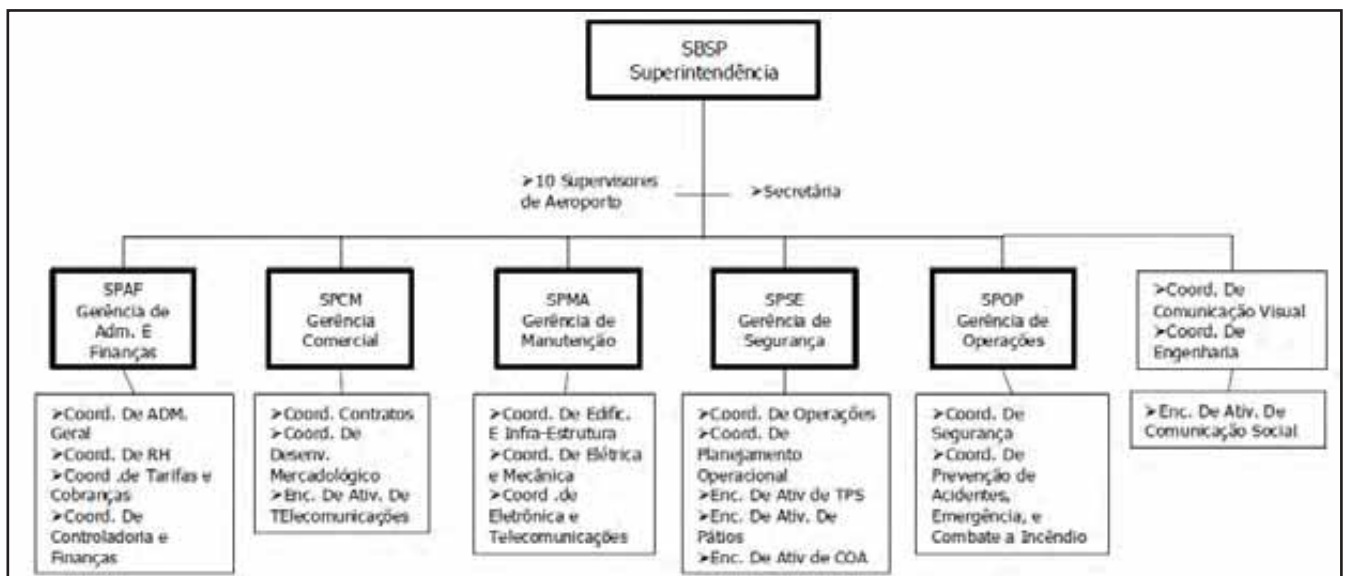 SBSP
Superintendência
➢10 Supervisores
de Aeroporto
➢Secretária
SPAF
Gerência de
Adm. E
Finanças
SPCM
Gerência
Comercial
SPMA
Gerência de
Manutenção
SPSE
Gerência de
Segurança
SPOP
Gerência de
Operações
➢Coord. De
Comunicação Visual
➢Coord. De
Engenharia
➢Coord. De ADM.
Geral
➢Coord. De RH
➢Coord .de Tarifas e
Cobranças
➢Coord. De
Controladoria e
Finanças
➢Coord. Contratos
➢Coord. De
Desenv.
Mercadológico
➢Enc. De Ativ. De
TElecomunicações
➢Coord. De Edific.
E Infra-Estrutura
➢Coord. De Elétrica
e Mecânica
➢Coord .de
Eletrônica e
Telecomunicações
➢Coord. De Operações
➢Coord. De
Planejamento
Operacional
➢Enc. De Ativ de TPS
➢Enc. De Ativ. De
Pátios
➢Enc. De Ativ de COA
➢Coord. De
Segurança
➢Coord. De
Prevenção de
Acidentes,
Emergência, e
Combate a Incêndio
➢Enc. De Ativ. De
Comunicação Social